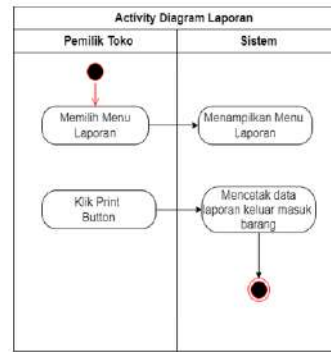 Activity Diagram Laporan
Pemilik Toko
Sistem
Memilih Menu
Laporan
Menampilkan Menu
Laporan
Klik Print
Button
Mencetak data
laporan keluar masuk
barang